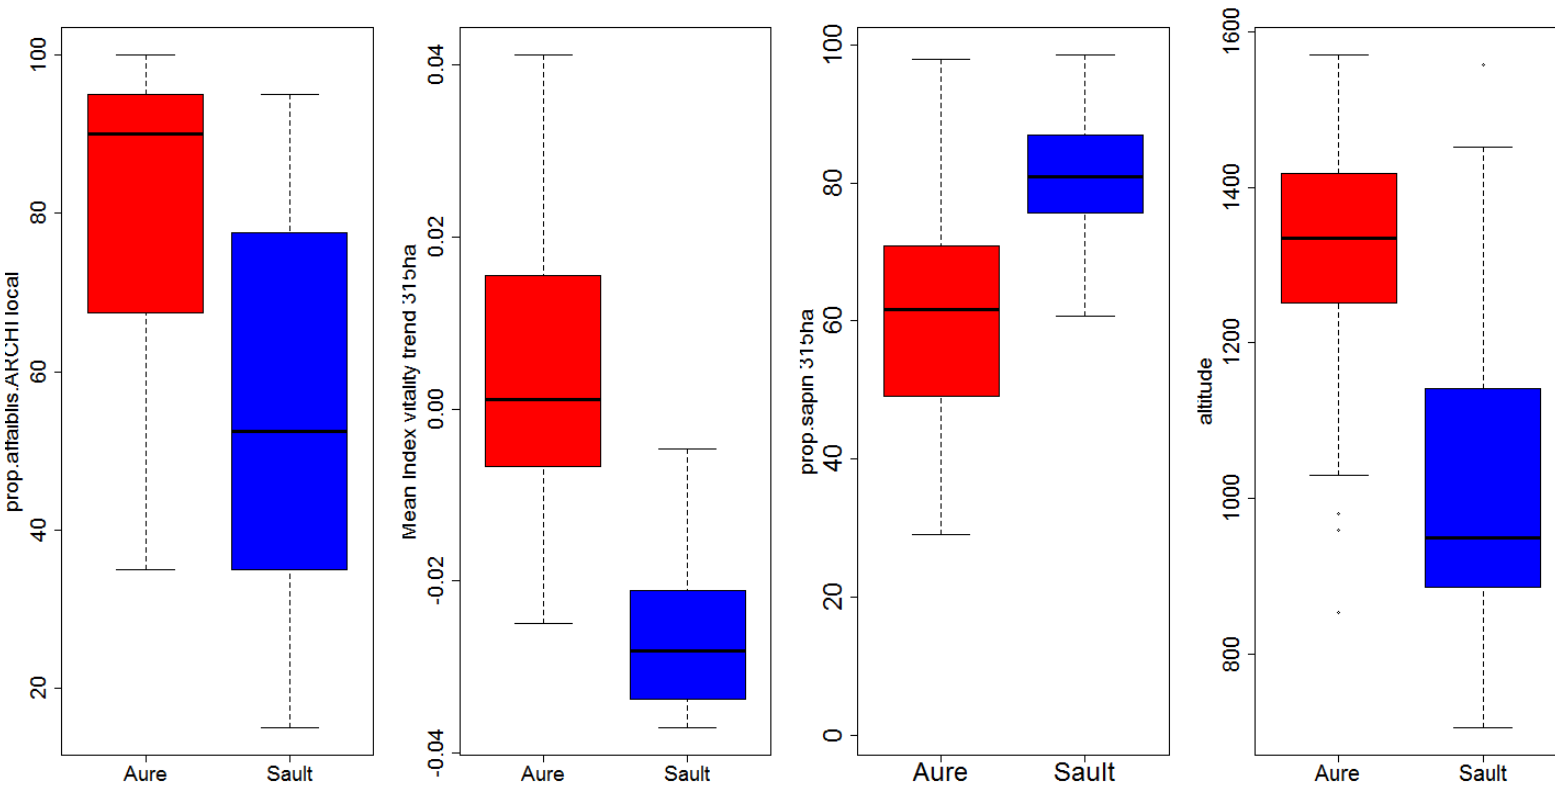 prop.affaiblis.ARCHI local
100
80
60
40
20
Aure
Sault
Mean Index vitality trend 315ha
0.04
0.02
0.00
-0.02
-0.04
Aure
Sault
prop.sapin 315ha
100
80
60
40
20
0
Aure
Sault
altitude
1600
1400
1200
1000
800
Aure
Sault